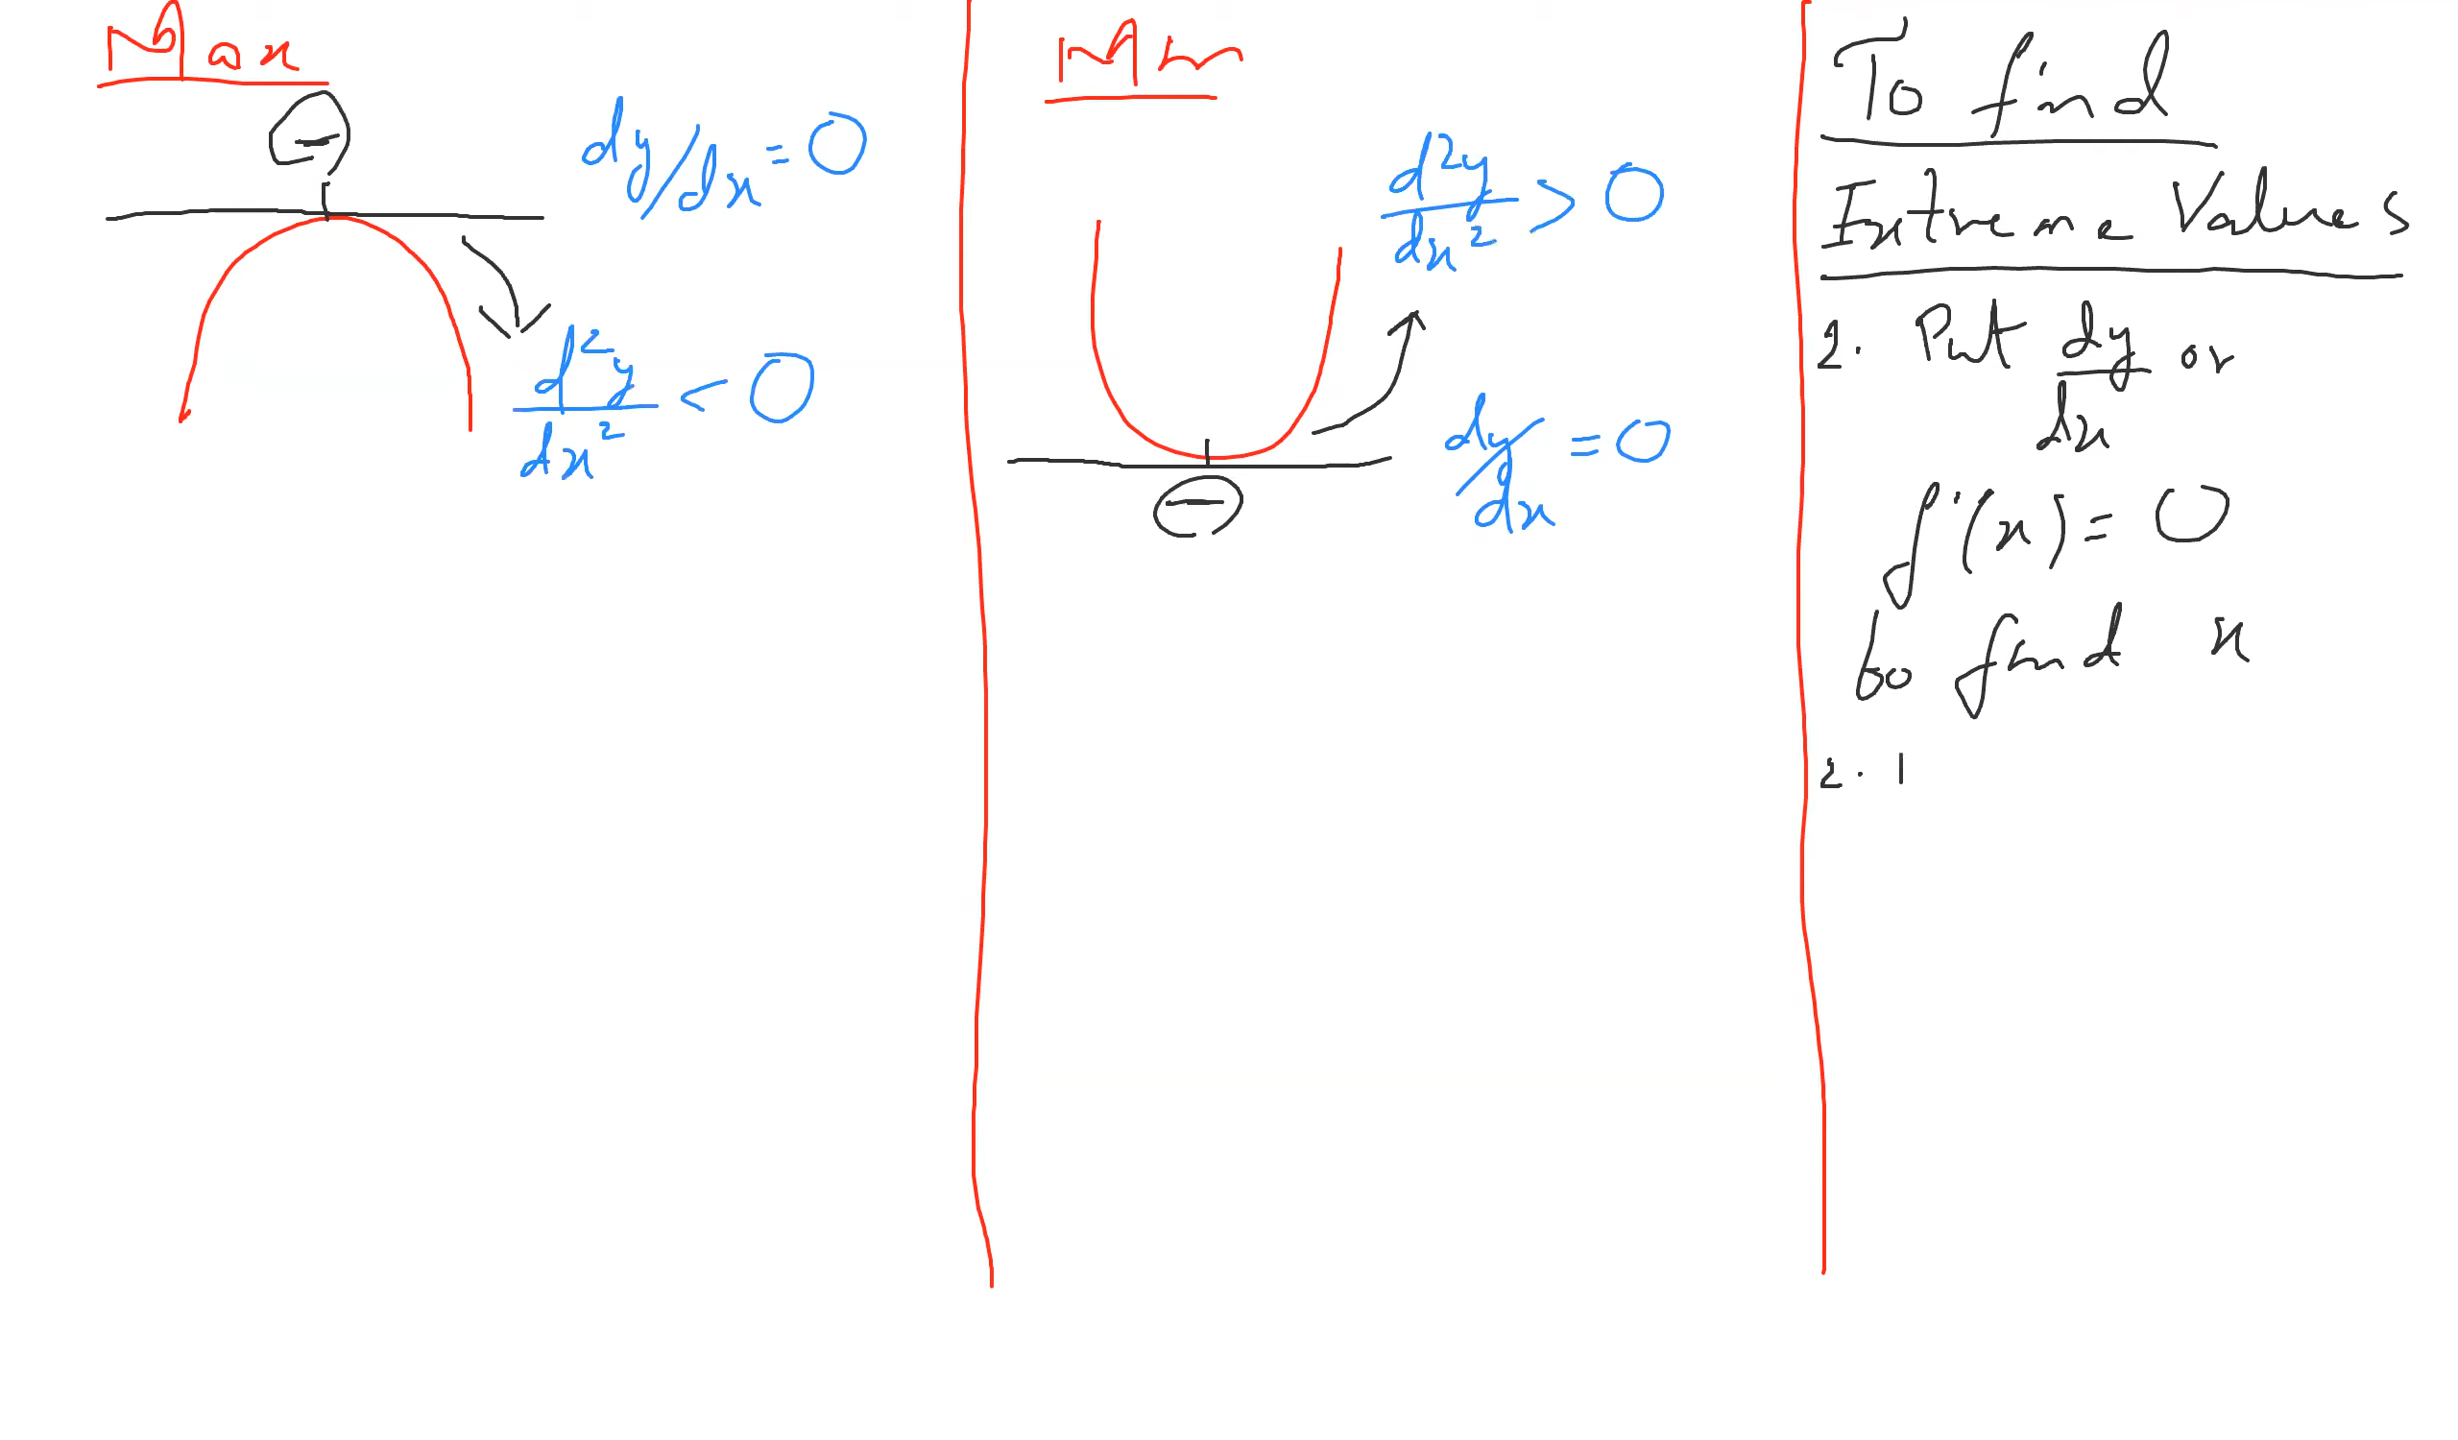 Max
dy/dx = 0
d²y/dx² < 0
Min
d²y/dx² > 0
dy/dx = 0
To find
Extreme Values
1. Put dy/dx or
f'(x) = 0
to find x
2. 1